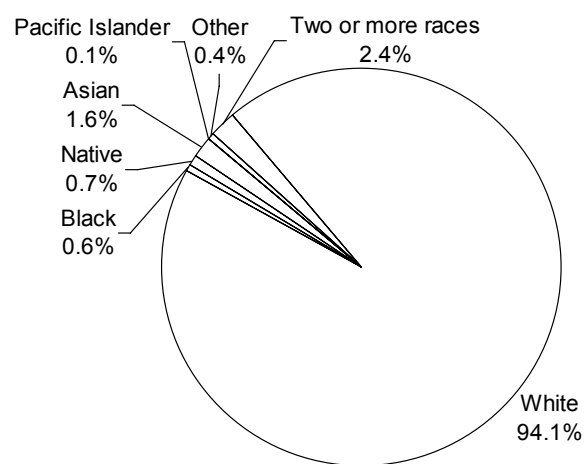 Pacific Islander
0.1%
Other
0.4%
Two or more races
2.4%
Asian
1.6%
Native
0.7%
Black
0.6%
White
94.1%